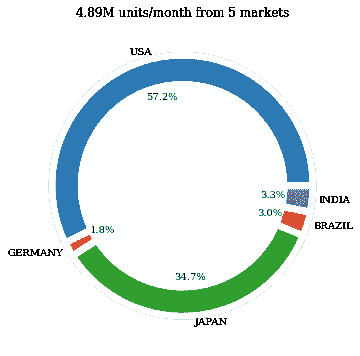 4.89M units/month from 5 markets
USA
57.2%
3.3%
INDIA
3.0%
BRAZIL
1.8%
GERMANY
34.7%
JAPAN